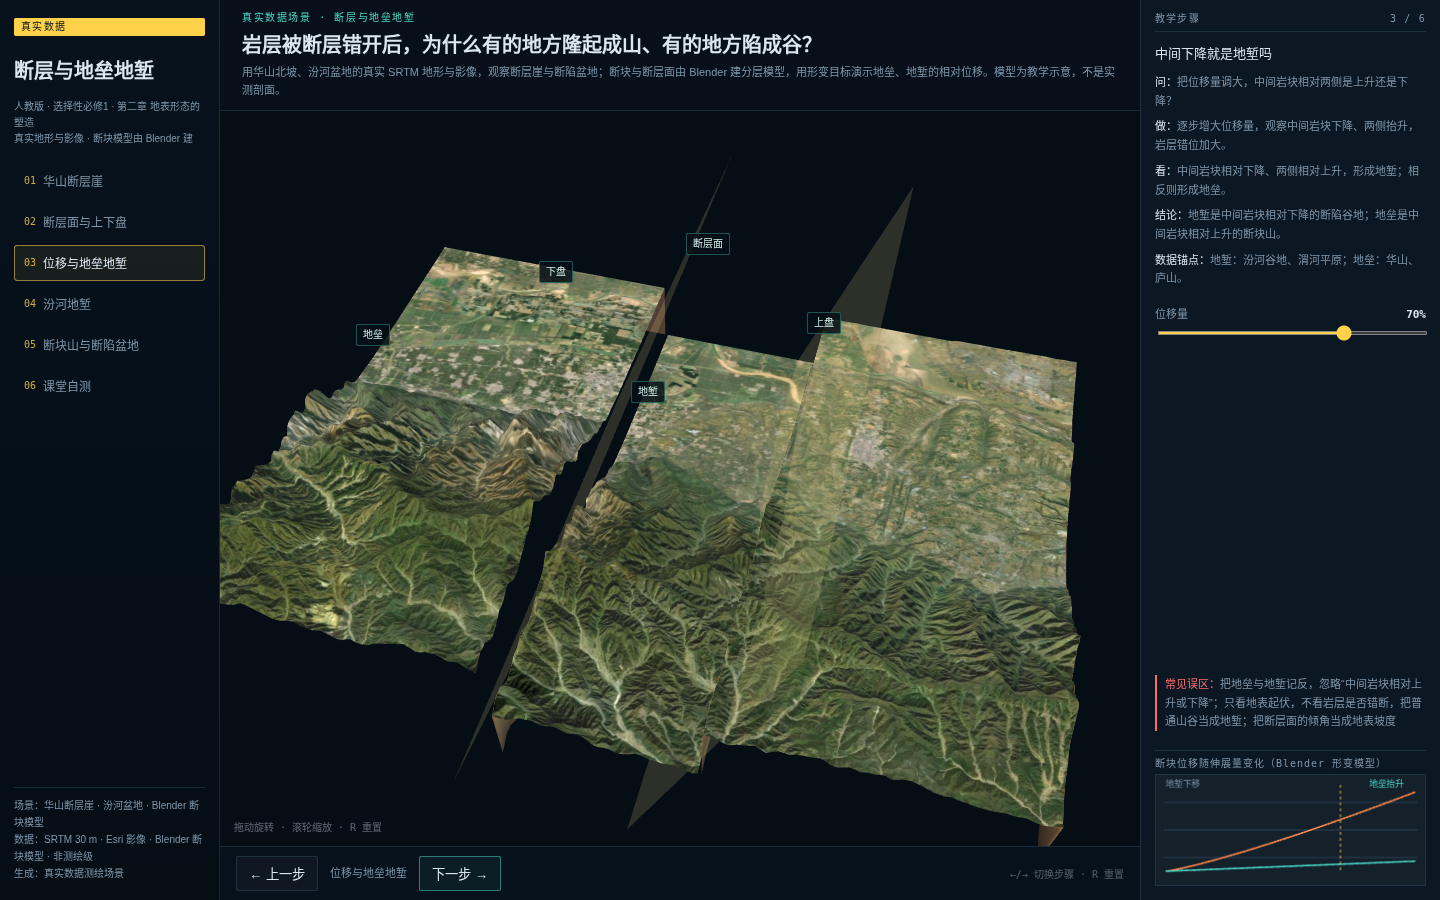 真实数据
断层与地垒地堑
人教版 · 选择性必修1 · 第二章 地表形态的
塑造
真实地形与影像 · 断块模型由 Blender 建
01 华山断层崖
02 断层面与上下盘
03 位移与地垒地堑
04 汾河地堑
05 断块山与断陷盆地
06 课堂自测
场景：华山断层崖 · 汾河盆地 · Blender 断
块模型
数据：SRTM 30 m · Esri 影像 · Blender 断
块模型 · 非测绘级
生成：真实数据测绘场景
真实数据场景 · 断层与地垒地堑
岩层被断层错开后，为什么有的地方隆起成山、有的地方陷成谷？
用华山北坡、汾河盆地的真实 SRTM 地形与影像，观察断层崖与断陷盆地；断块与断层面由 Blender 建分层模型，用形变目标演示地垒、地堑的相对位移。模型为教学示意，不是实
测剖面。
断层面
下盘
上盘
地垒
地堑
拖动旋转 · 滚轮缩放 · R 重置
← 上一步
位移与地垒地堑
下一步 →
←/→ 切换步骤 · R 重置
教学步骤
3 / 6
中间下降就是地堑吗
问：把位移量调大，中间岩块相对两侧是上升还是下
降？
做：逐步增大位移量，观察中间岩块下降、两侧抬升，
岩层错位加大。
看：中间岩块相对下降、两侧相对上升，形成地堑；相
反则形成地垒。
结论：地堑是中间岩块相对下降的断陷谷地；地垒是中
间岩块相对上升的断块山。
数据锚点：地堑：汾河谷地、渭河平原；地垒：华山、
庐山。
位移量
70%
常见误区：把地垒与地堑记反，忽略“中间岩块相对上
升或下降”；只看地表起伏，不看岩层是否错断，把普
通山谷当成地堑；把断层面的倾角当成地表坡度
断块位移随伸展量变化（Blender 形变模型）
地堑下移
地垒抬升